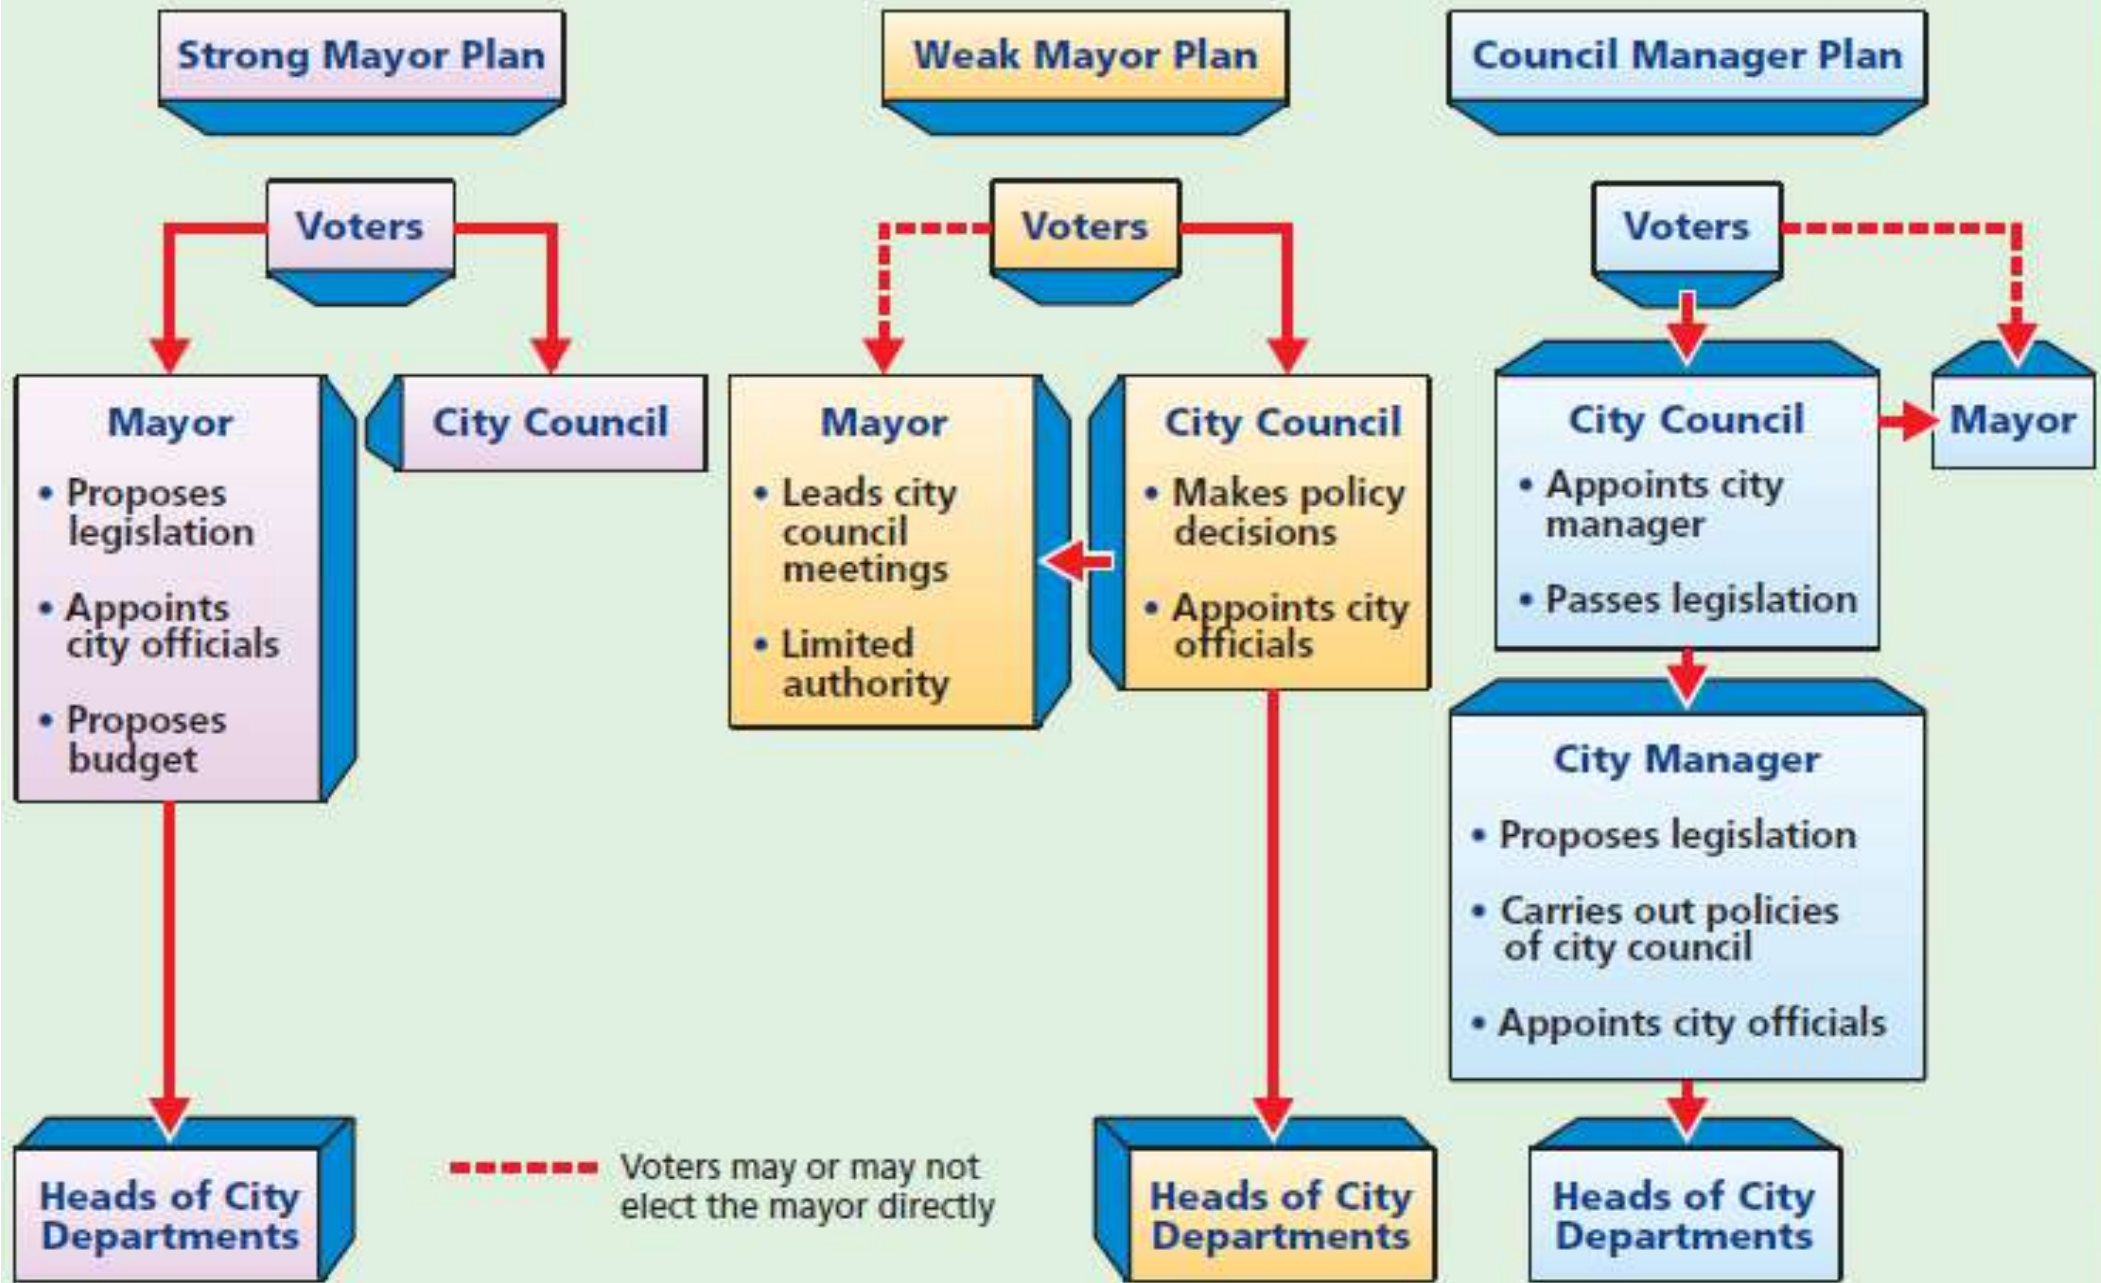 Strong Mayor Plan
Voters
Mayor
• Proposes
legislation
• Appoints
city officials
• Proposes
budget
City Council
Heads of City
Departments
Weak Mayor Plan
Voters
Mayor
• Leads city
council
meetings
• Limited
authority
City Council
• Makes policy
decisions
• Appoints city
officials
Heads of City
Departments
Council Manager Plan
Voters
City Council
• Appoints city
manager
• Passes legislation
Mayor
City Manager
• Proposes legislation
• Carries out policies
of city council
• Appoints city officials
Heads of City
Departments
Voters may or may not
elect the mayor directly